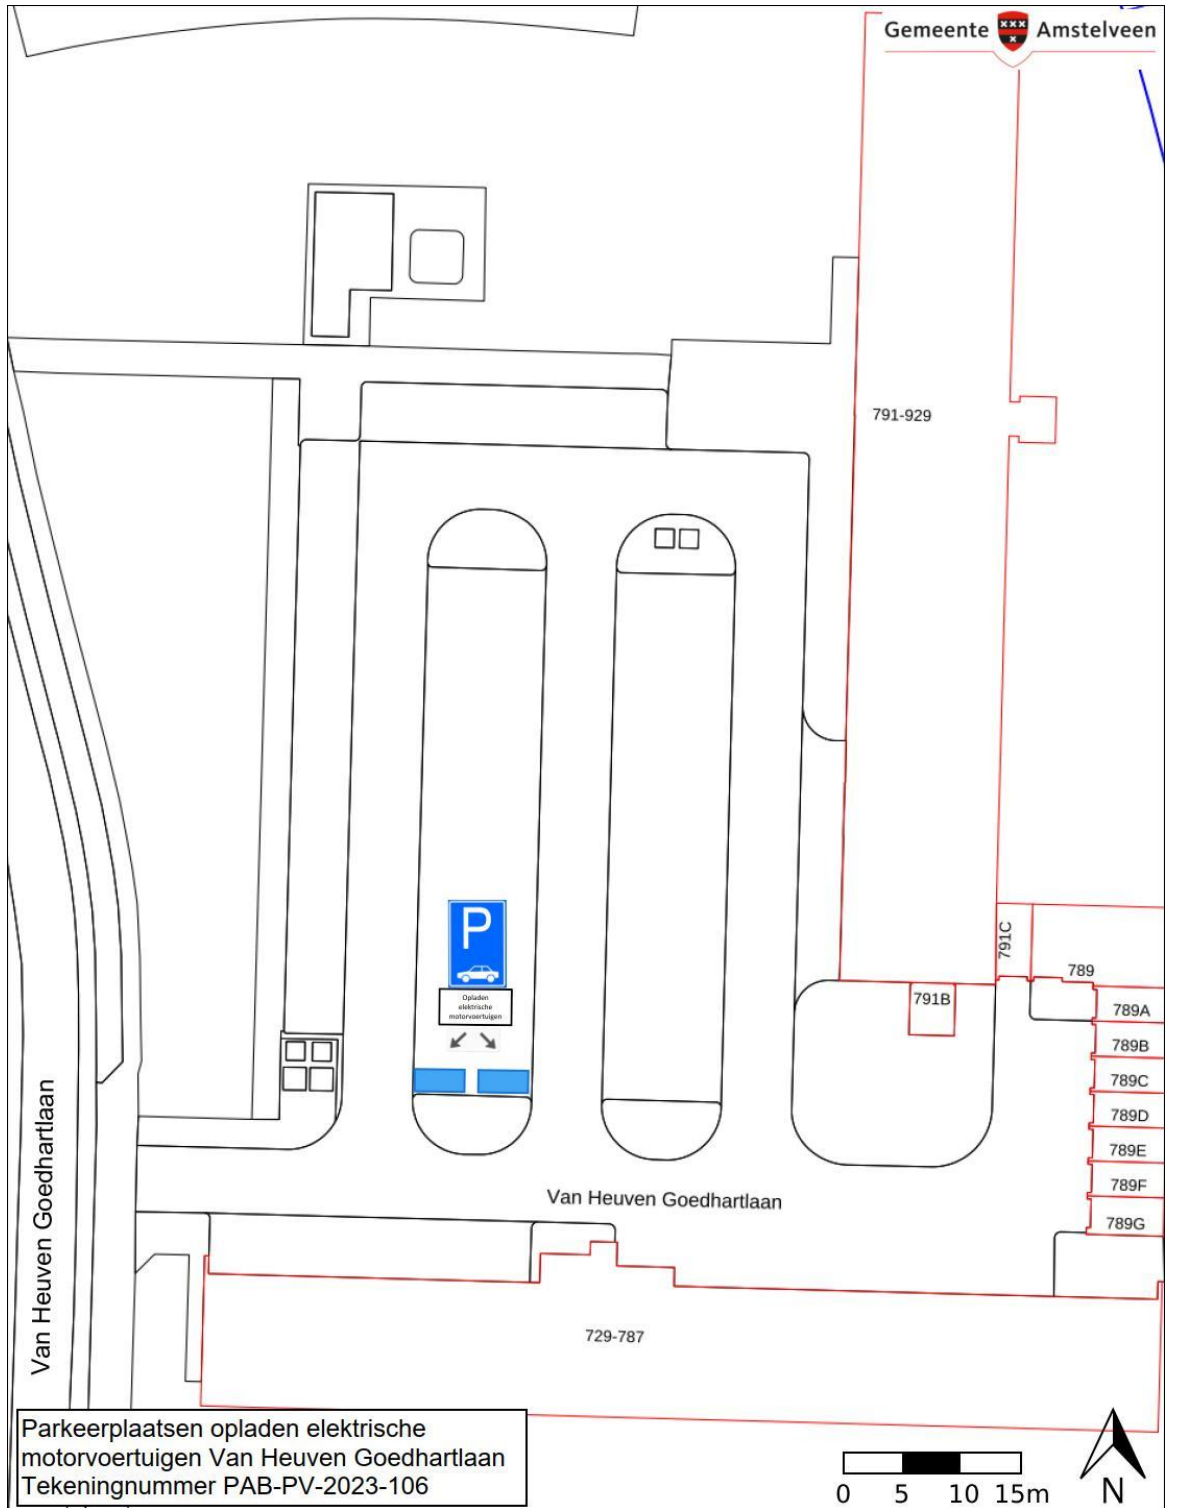 Gemeente Amstelveen
791-929
P
Opladen
elektrische
motorvoertuigen
791C
789
791B
789A
789B
789C
789D
789E
789F
789G
Van Heuven Goedhartlaan
Van Heuven Goedhartlaan
729-787
Parkeerplaatsen opladen elektrische
motorvoertuigen Van Heuven Goedhartlaan
Tekeningnummer PAB-PV-2023-106
0 5 10 15m
N